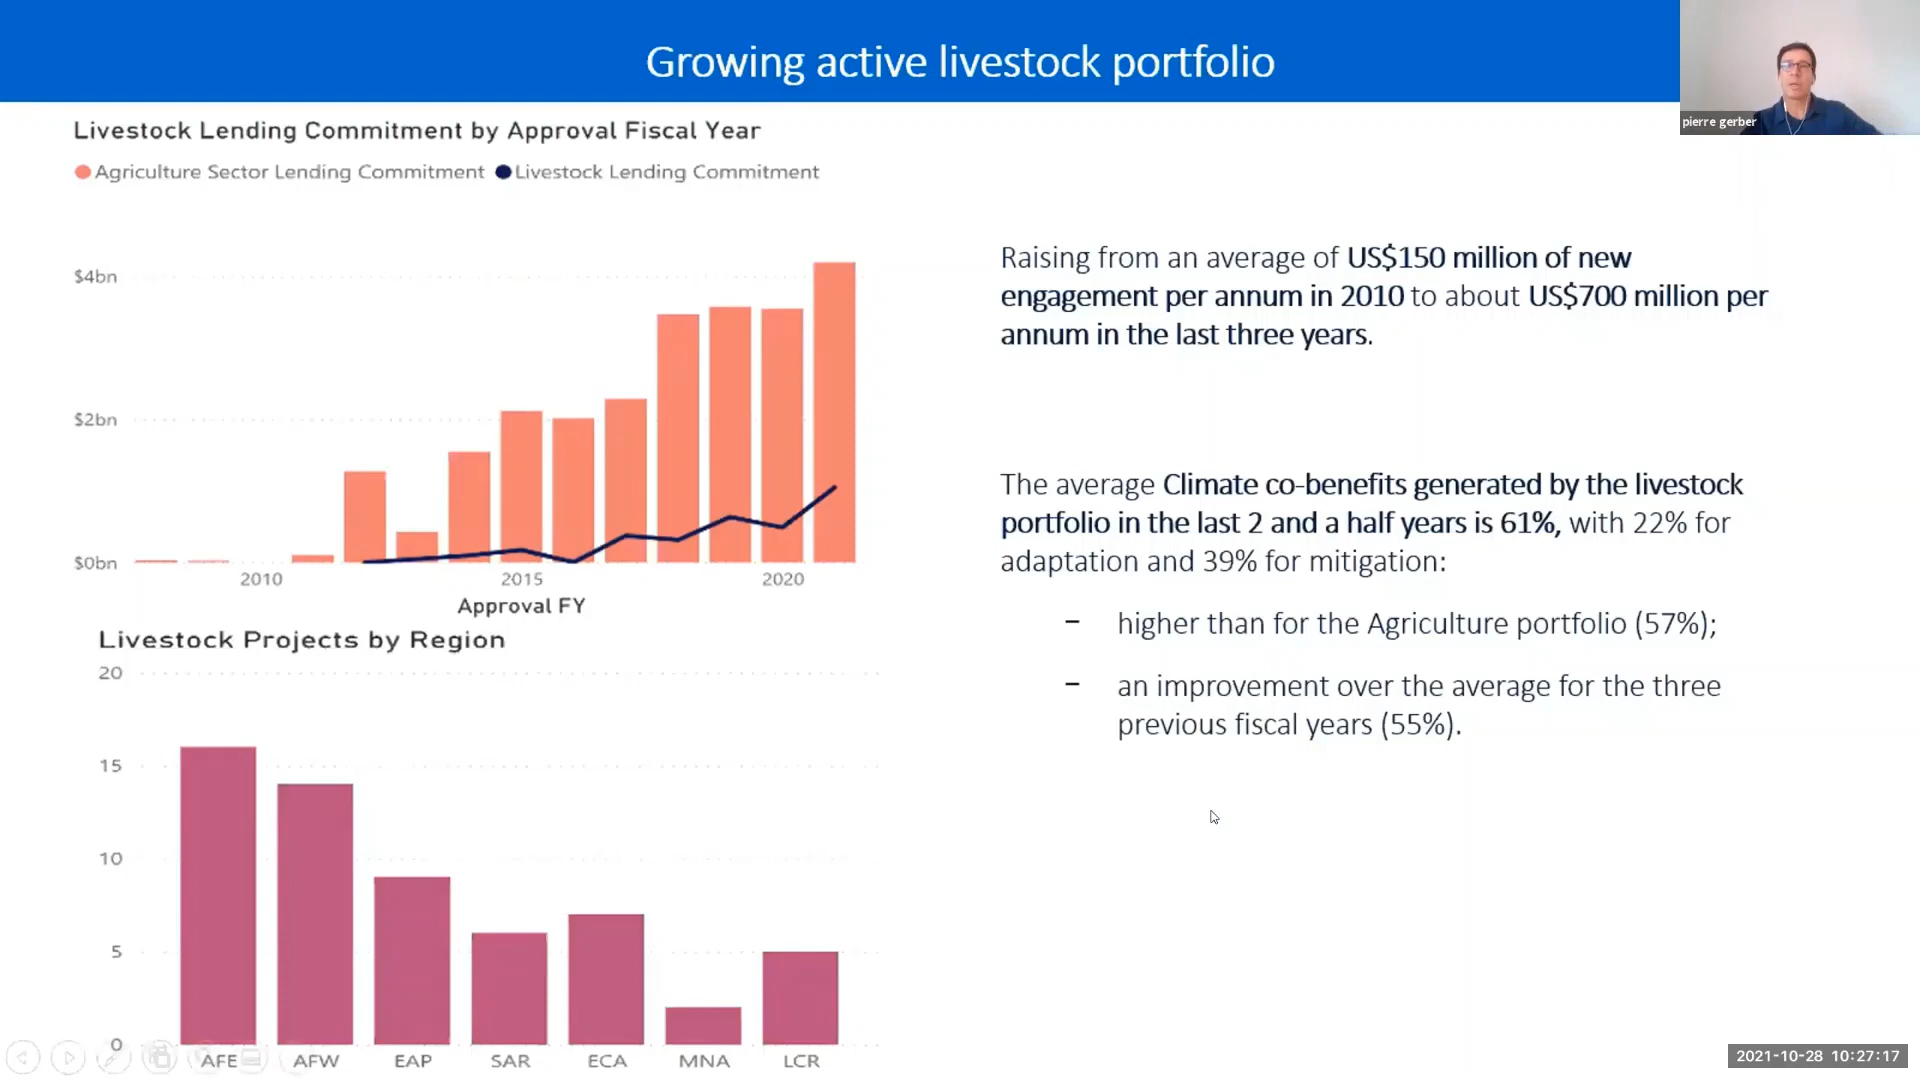 Growing active livestock portfolio
pierre gerber
Livestock Lending Commitment by Approval Fiscal Year
Agriculture Sector Lending Commitment Livestock Lending Commitment
$4bn
$2bn
$0bn
2010 2015 2020
Approval FY
Livestock Projects by Region
20
15
10
5
0
AFE AFW EAP SAR ECA MNA LCR
Raising from an average of US$150 million of new
engagement per annum in 2010 to about US$700 million per
annum in the last three years.
The average Climate co-benefits generated by the livestock
portfolio in the last 2 and a half years is 61%, with 22% for
adaptation and 39% for mitigation:
– higher than for the Agriculture portfolio (57%);
– an improvement over the average for the three
previous fiscal years (55%).
2021-10-28 10:27:17